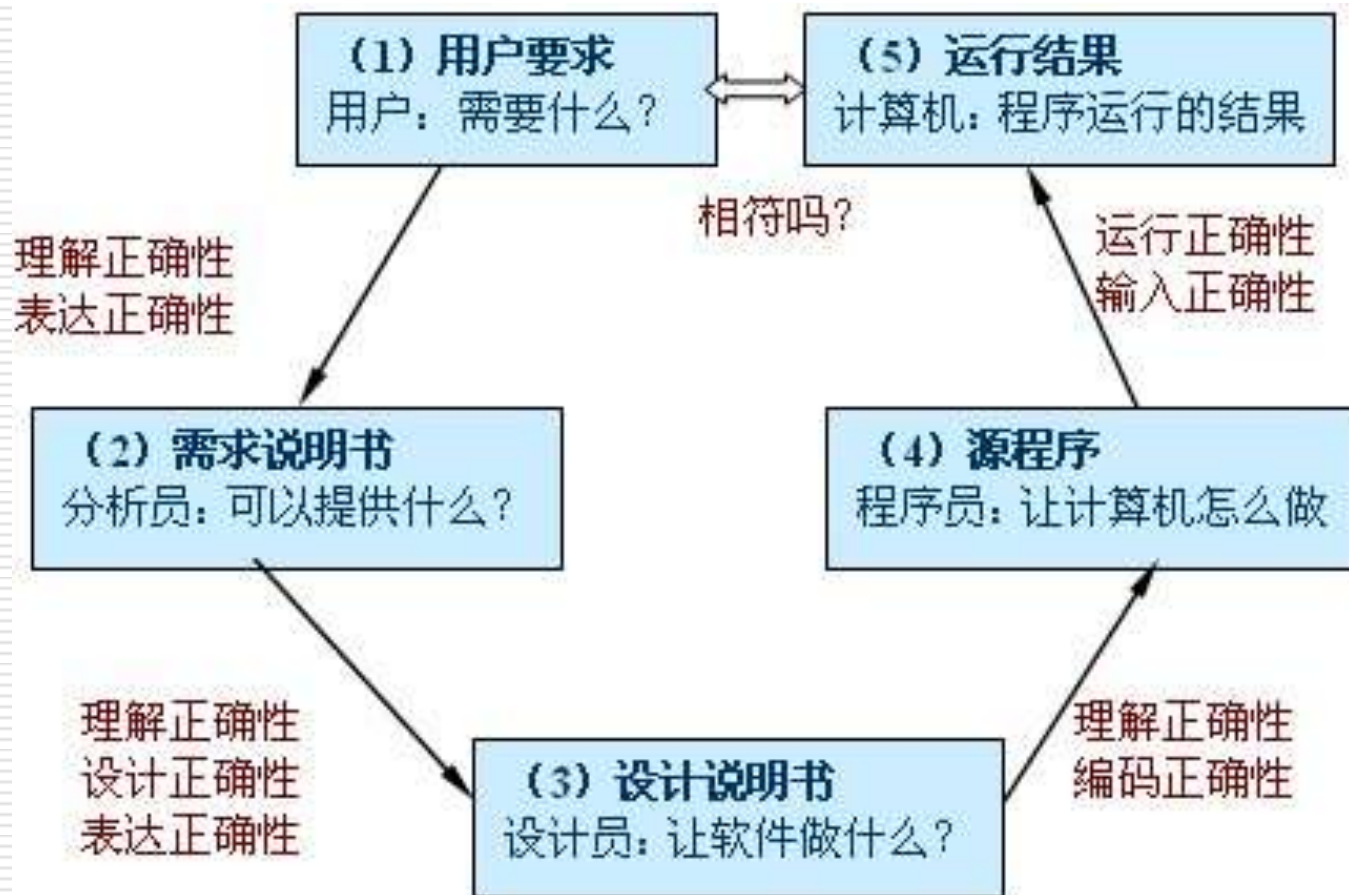 （1）用户要求
用户：需要什么？
（5）运行结果
计算机：程序运行的结果
相符吗？
理解正确性
表达正确性
运行正确性
输入正确性
（2）需求说明书
分析员：可以提供什么？
（4）源程序
程序员：让计算机怎么做
理解正确性
设计正确性
表达正确性
理解正确性
编码正确性
（3）设计说明书
设计员：让软件做什么？